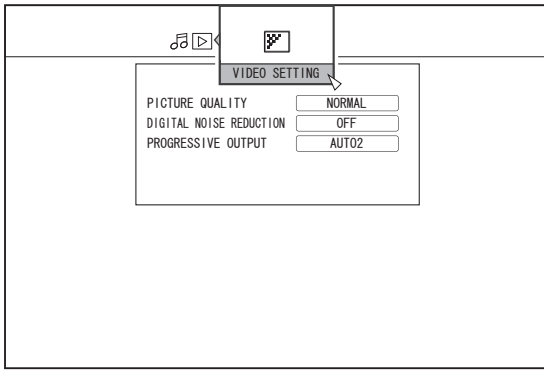 VIDEO SETTING
PICTURE QUALITY NORMAL
DIGITAL NOISE REDUCTION OFF
PROGRESSIVE OUTPUT AUTO2